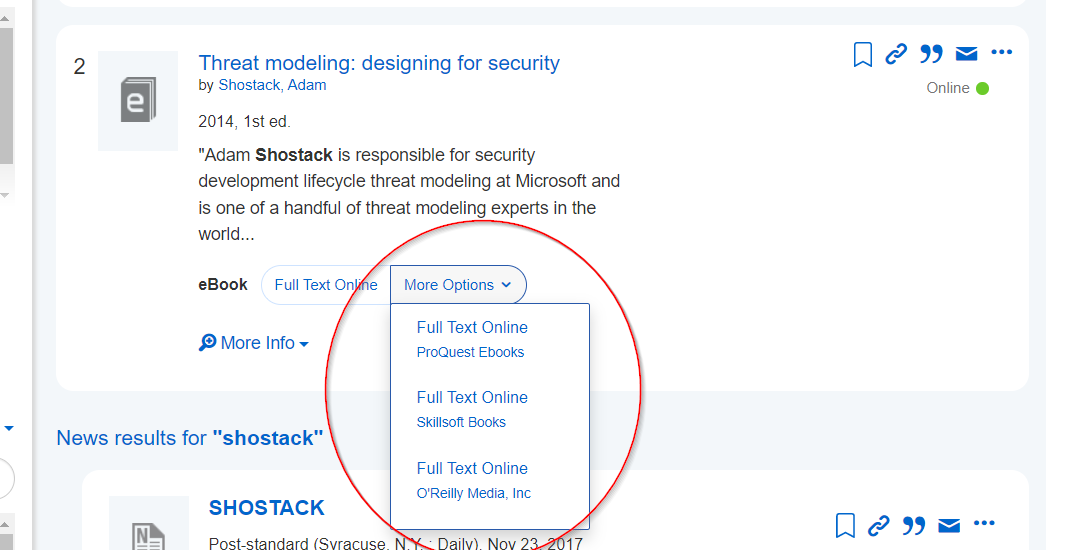 2
Threat modeling: designing for security
by Shostack, Adam
Online
2014, 1st ed.
"Adam Shostack is responsible for security
development lifecycle threat modeling at Microsoft and
is one of a handful of threat modeling experts in the
world...
eBook Full Text Online More Options
Full Text Online
ProQuest Ebooks
More Info
Full Text Online
Skillsoft Books
Full Text Online
O'Reilly Media, Inc
News results for "shostack"
SHOSTACK
Post-standard (Syracuse, N.Y. : Daily), Nov 23, 2017